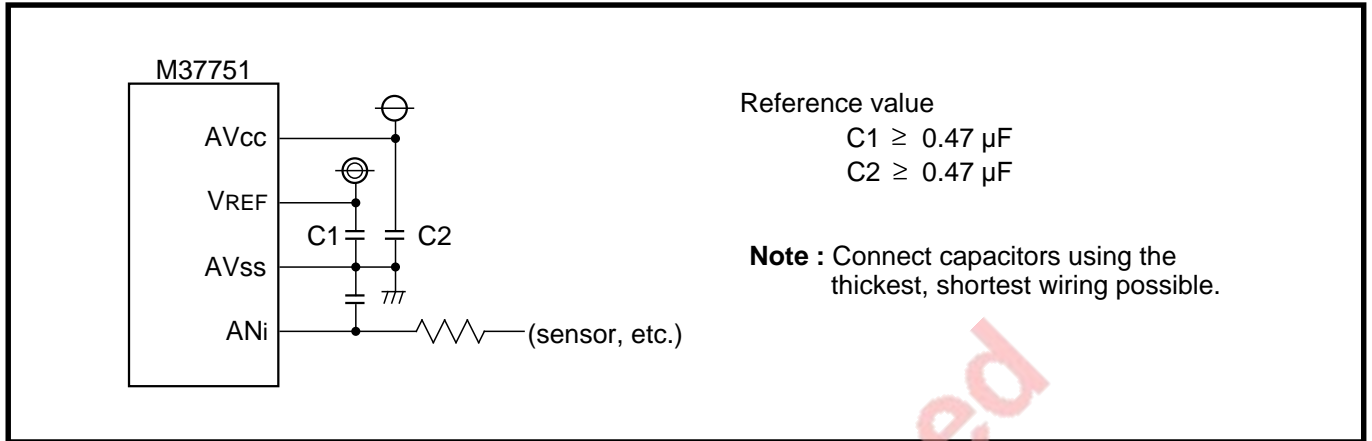 M37751
AVcc
VREF
C1
C2
AVss
ANi
(sensor, etc.)
Reference value
C1 ≥ 0.47 µF
C2 ≥ 0.47 µF
Note : Connect capacitors using the
thickest, shortest wiring possible.
ed